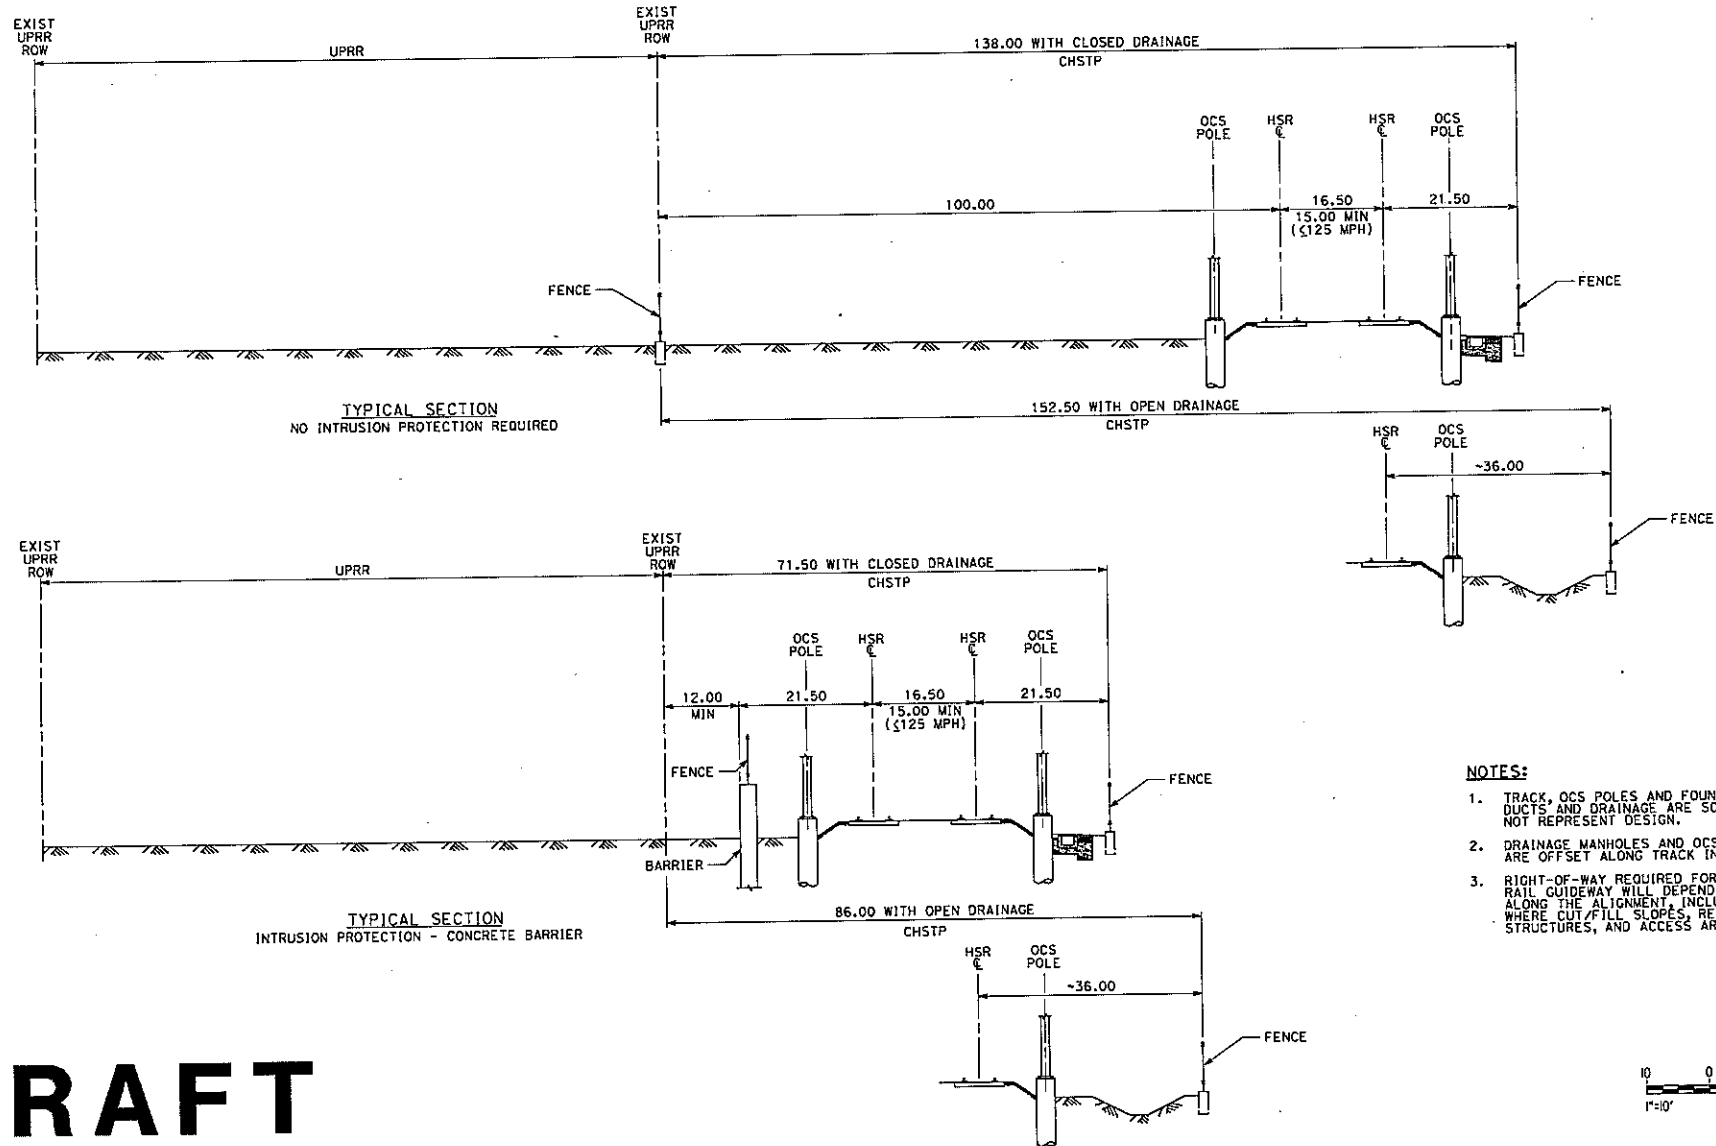 EXIST
UPRR
ROW
UPRR
EXIST
UPRR
ROW
138.00 WITH CLOSED DRAINAGE
CHSTP
OCS
POLE
HSR
℄
HSR
℄
OCS
POLE
100.00
16.50
15.00 MIN
(≤125 MPH)
21.50
FENCE
FENCE
TYPICAL SECTION
NO INTRUSION PROTECTION REQUIRED
152.50 WITH OPEN DRAINAGE
CHSTP
HSR
℄
OCS
POLE
~36.00
FENCE
EXIST
UPRR
ROW
UPRR
EXIST
UPRR
ROW
71.50 WITH CLOSED DRAINAGE
CHSTP
OCS
POLE
HSR
℄
HSR
℄
OCS
POLE
12.00
MIN
21.50
16.50
15.00 MIN
(≤125 MPH)
21.50
FENCE
FENCE
BARRIER
TYPICAL SECTION
INTRUSION PROTECTION - CONCRETE BARRIER
86.00 WITH OPEN DRAINAGE
CHSTP
HSR
℄
OCS
POLE
~36.00
FENCE
NOTES:
1. TRACK, OCS POLES AND FOUN
DUCTS AND DRAINAGE ARE SC
NOT REPRESENT DESIGN.
2. DRAINAGE MANHOLES AND OCS
ARE OFFSET ALONG TRACK IN
3. RIGHT-OF-WAY REQUIRED FOR
RAIL GUIDEWAY WILL DEPEND
ALONG THE ALIGNMENT, INCLU
WHERE CUT/FILL SLOPES, RE
STRUCTURES, AND ACCESS AR
RAFT
10 0
1"=10'